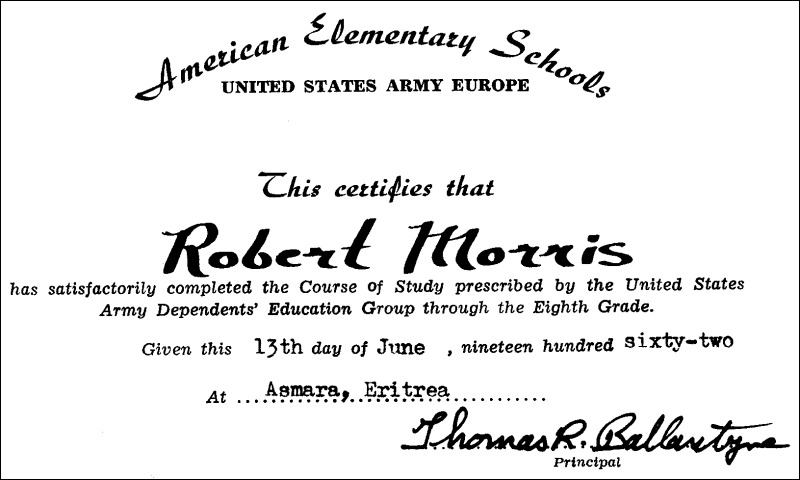 American Elementary Schools
UNITED STATES ARMY EUROPE
This certifies that
Robert Morris
has satisfactorily completed the Course of Study prescribed by the United States
Army Dependents' Education Group through the Eighth Grade.
Given this 13th day of June , nineteen hundred sixty-two
At ...Asmara, Eritrea............
Thomas R. Ballantyne
Principal